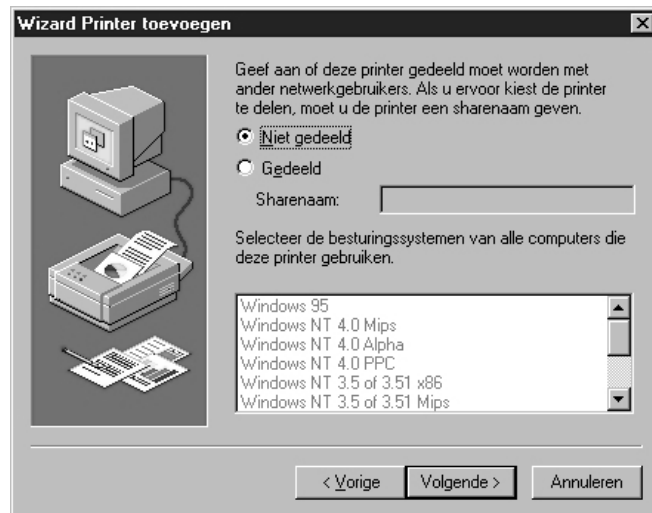 Wizard Printer toevoegen
Geef aan of deze printer gedeeld moet worden met
ander netwerkgebruikers. Als u ervoor kiest de printer
te delen, moet u de printer een sharenaam geven.
Niet gedeeld
Gedeeld
Sharenaam:
Selecteer de besturingssystemen van alle computers die
deze printer gebruiken.
Windows 95
Windows NT 4.0 Mips
Windows NT 4.0 Alpha
Windows NT 4.0 PPC
Windows NT 3.5 of 3.51 x86
Windows NT 3.5 of 3.51 Mips
< Vorige
Volgende >
Annuleren